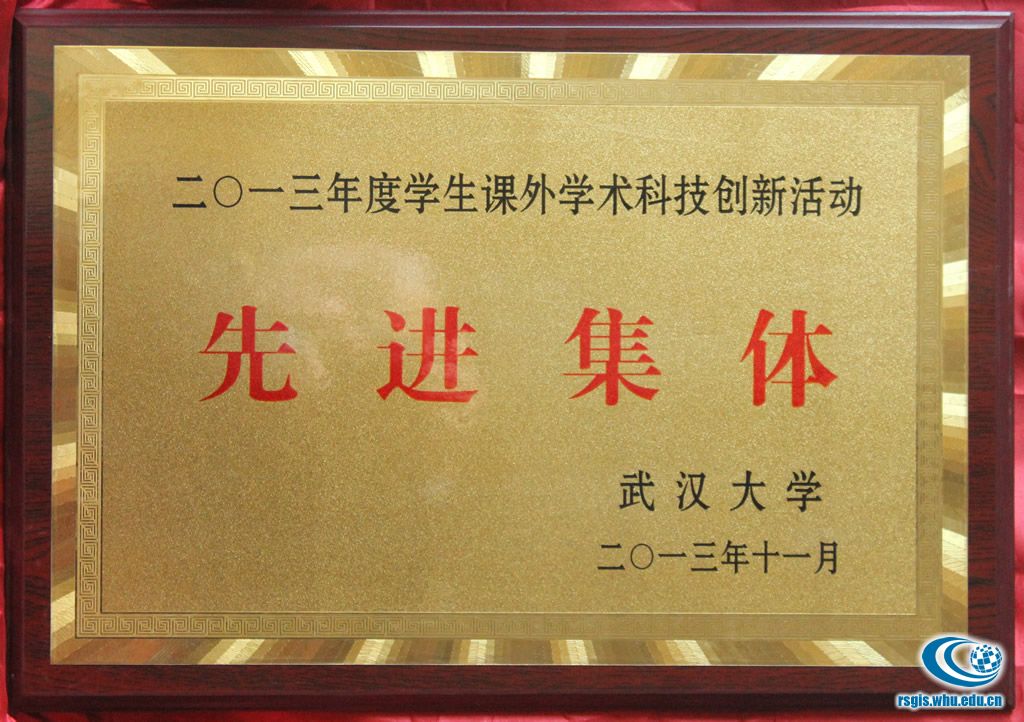 二〇一三年度学生课外学术科技创新活动
先进集体
武汉大学
二〇一三年十一月
rsgis.whu.edu.cn